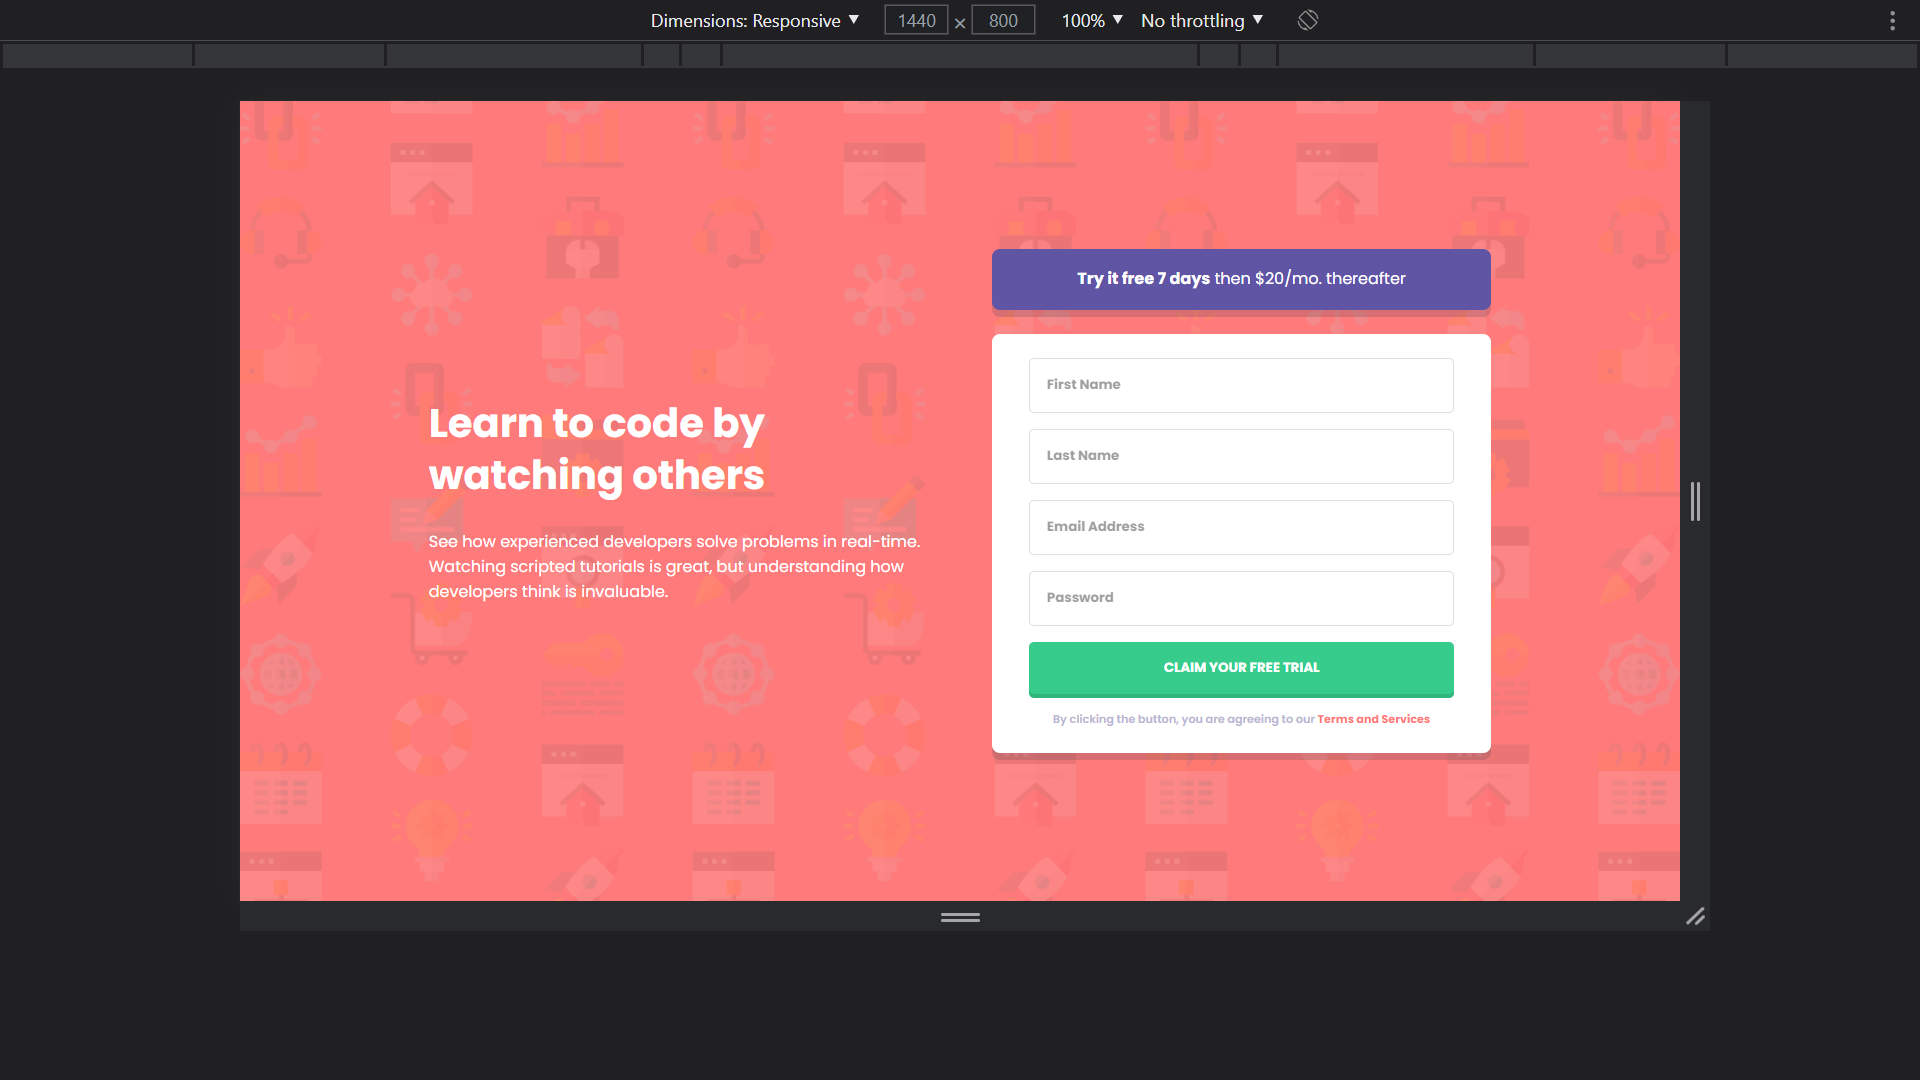 Dimensions: Responsive ▼ 1440 × 800 100% ▼ No throttling ▼
Try it free 7 days then $20/mo. thereafter
First Name
Last Name
Learn to code by
watching others
Email Address
See how experienced developers solve problems in real-time.
Watching scripted tutorials is great, but understanding how
developers think is invaluable.
Password
CLAIM YOUR FREE TRIAL
By clicking the button, you are agreeing to our Terms and Services